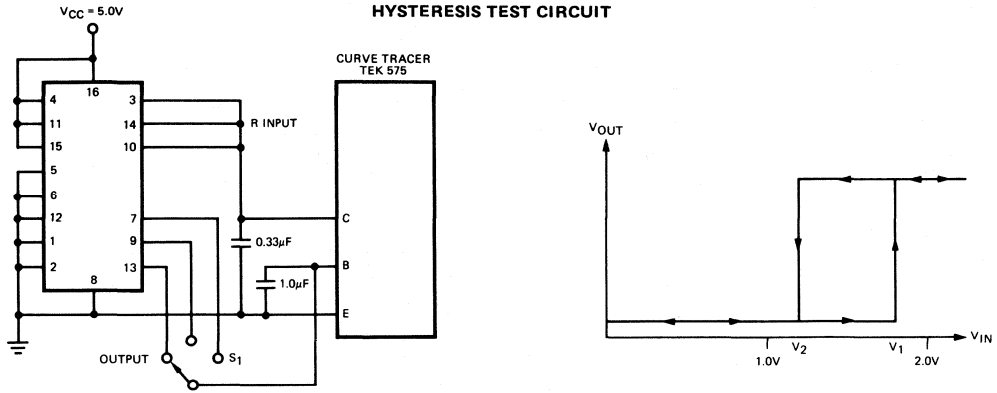 HYSTERESIS TEST CIRCUIT
VCC = 5.0V
CURVE TRACER
TEK 575
16
4
3
11
14
R INPUT
15
10
5
6
12
7
C
1
9
0.33µF
2
13
B
1.0µF
8
E
OUTPUT
S1
VOUT
VIN
V2
V1
1.0V
2.0V